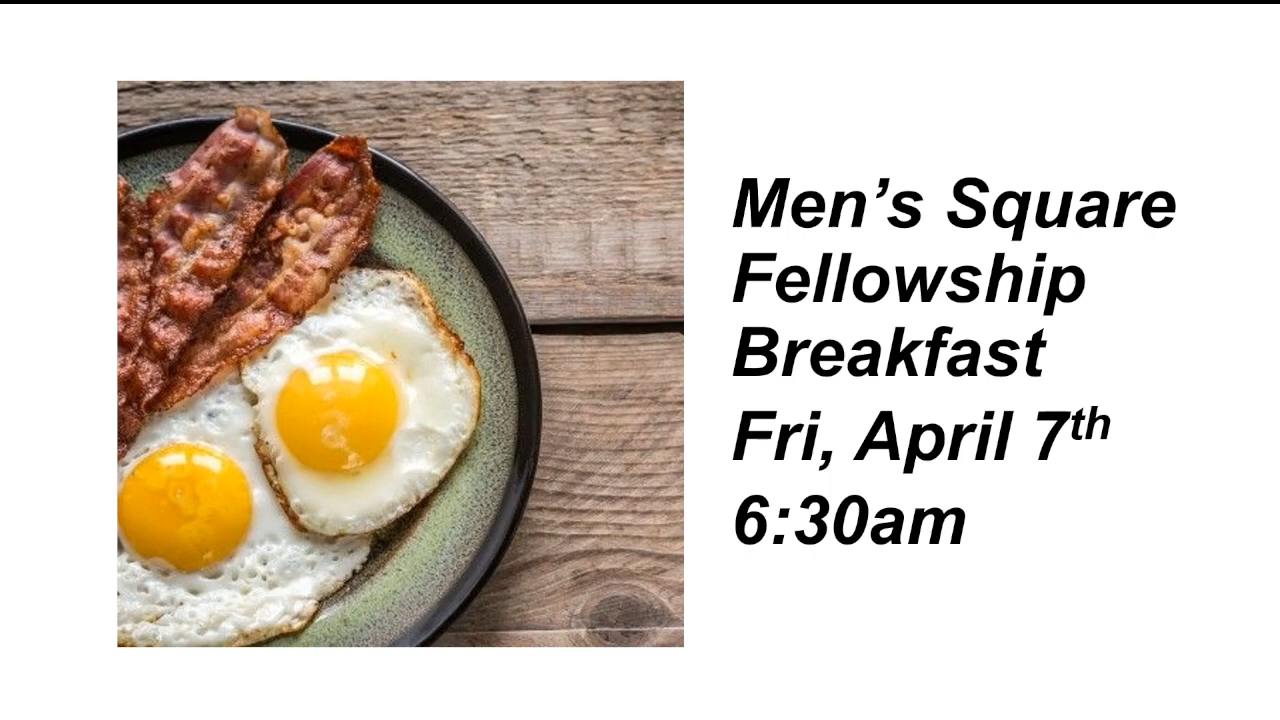 Men’s Square
Fellowship
Breakfast
Fri, April 7th
6:30am